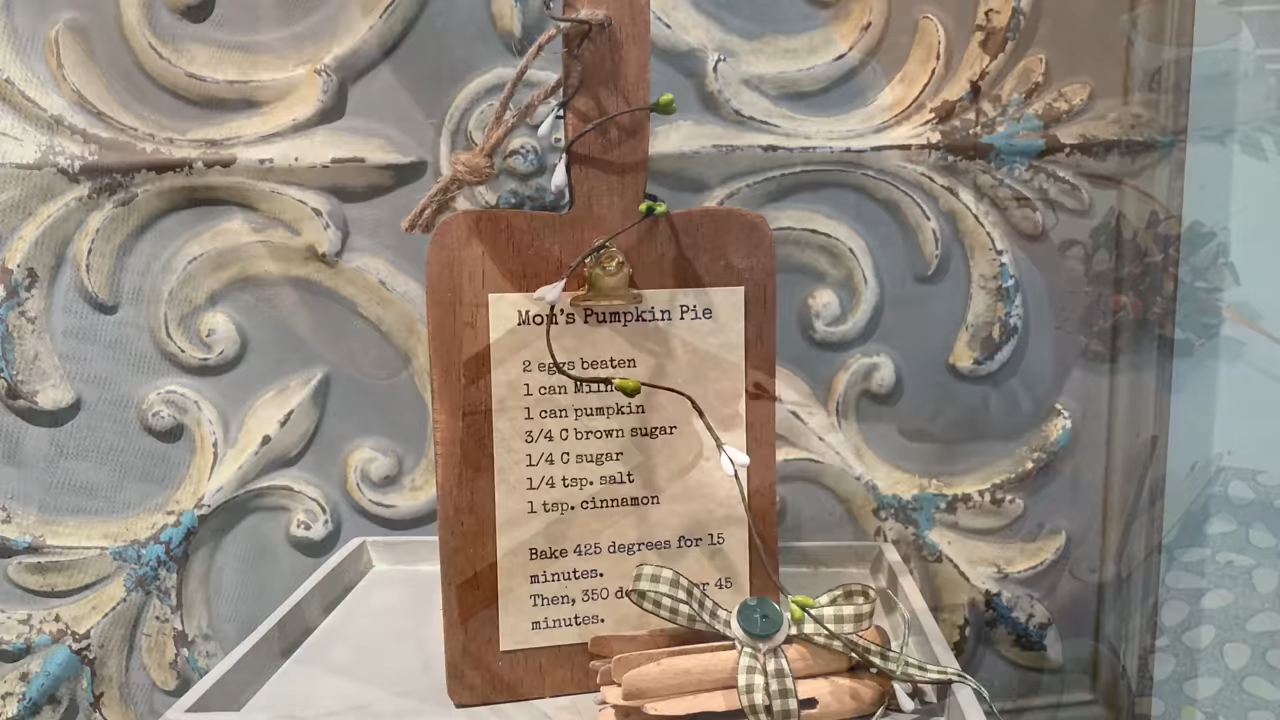 Mom's Pumpkin Pie
2 eggs beaten
1 can
1 can pumpkin
3/4 C brown sugar
1/4 C sugar
1/4 tsp. salt
1 tsp. cinnamon
Bake 425 degrees for 15
minutes.
Then, 350 45
minutes.